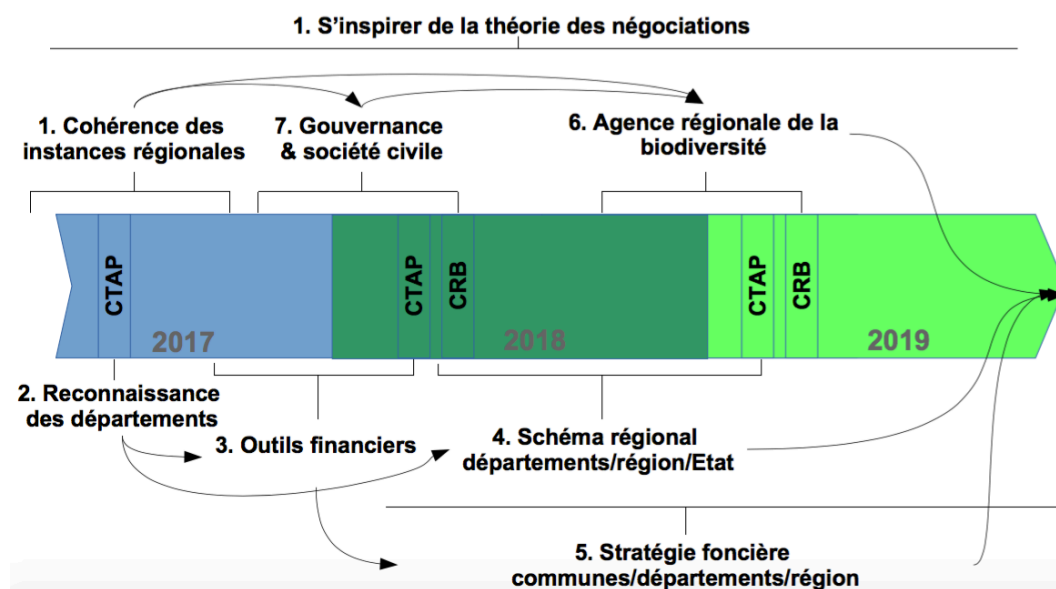 1. S’inspirer de la théorie des négociations
1. Cohérence des
instances régionales
7. Gouvernance
& société civile
6. Agence régionale de la
biodiversité
CTAP
2017
CTAP
CRB
2018
CTAP
CRB
2019
2. Reconnaissance
des départements
3. Outils financiers
4. Schéma régional
départements/région/Etat
5. Stratégie foncière
communes/départements/région